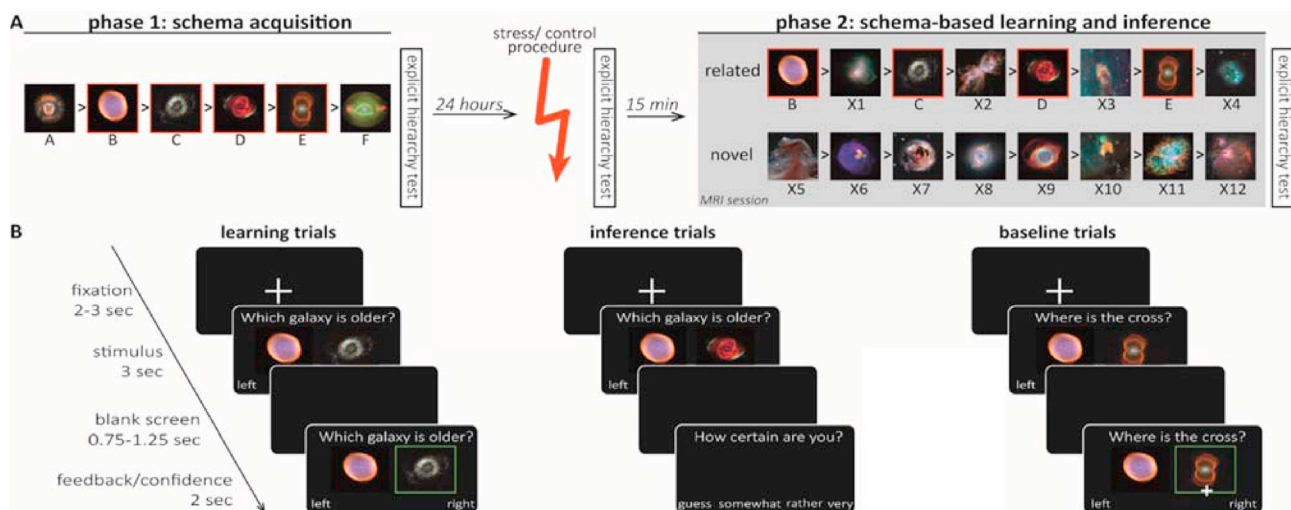 A phase 1: schema acquisition
stress/ control
procedure
phase 2: schema-based learning and inference
A > B > C > D > E > F
explicit hierarchy test
24 hours
explicit hierarchy test
15 min
related
> > > > > > >
B X1 C X2 D X3 E X4
novel
> > > > > > >
X5 X6 X7 X8 X9 X10 X11 X12
MRI session
explicit hierarchy test
B
learning trials
inference trials
baseline trials
fixation
2-3 sec
stimulus
3 sec
blank screen
0.75-1.25 sec
feedback/confidence
2 sec
Which galaxy is older?
left
Which galaxy is older?
left right
Which galaxy is older?
left
How certain are you?
guess somewhat rather very
Where is the cross?
left
Where is the cross?
left right